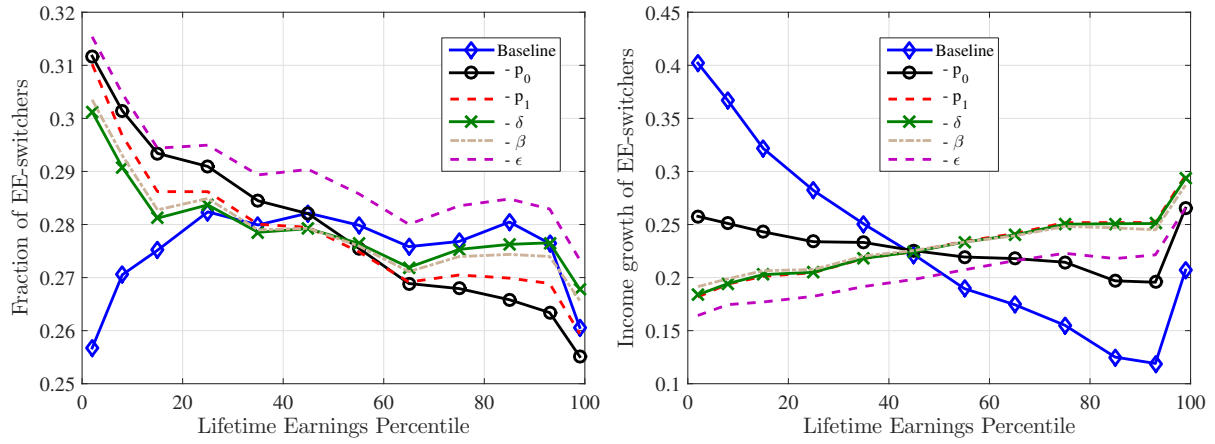 0.32
0.31
0.3
0.29
0.28
0.27
0.26
0.25
Fraction of EE-switchers
Baseline
- p0
- p1
- δ
- β
- ϵ
0 20 40 60 80 100
Lifetime Earnings Percentile
0.45
0.4
0.35
0.3
0.25
0.2
0.15
0.1
Income growth of EE-switchers
Baseline
- p0
- p1
- δ
- β
- ϵ
0 20 40 60 80 100
Lifetime Earnings Percentile